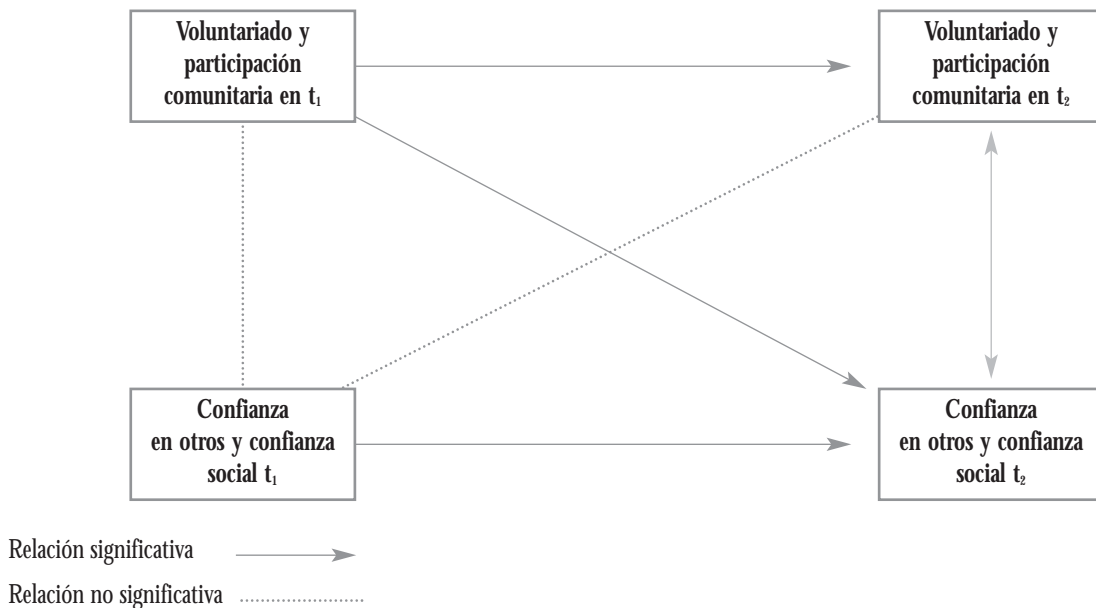 Voluntariado y
participación
comunitaria en t₁
Voluntariado y
participación
comunitaria en t₂
Confianza
en otros y confianza
social t₁
Confianza
en otros y confianza
social t₂
Relación significativa
Relación no significativa